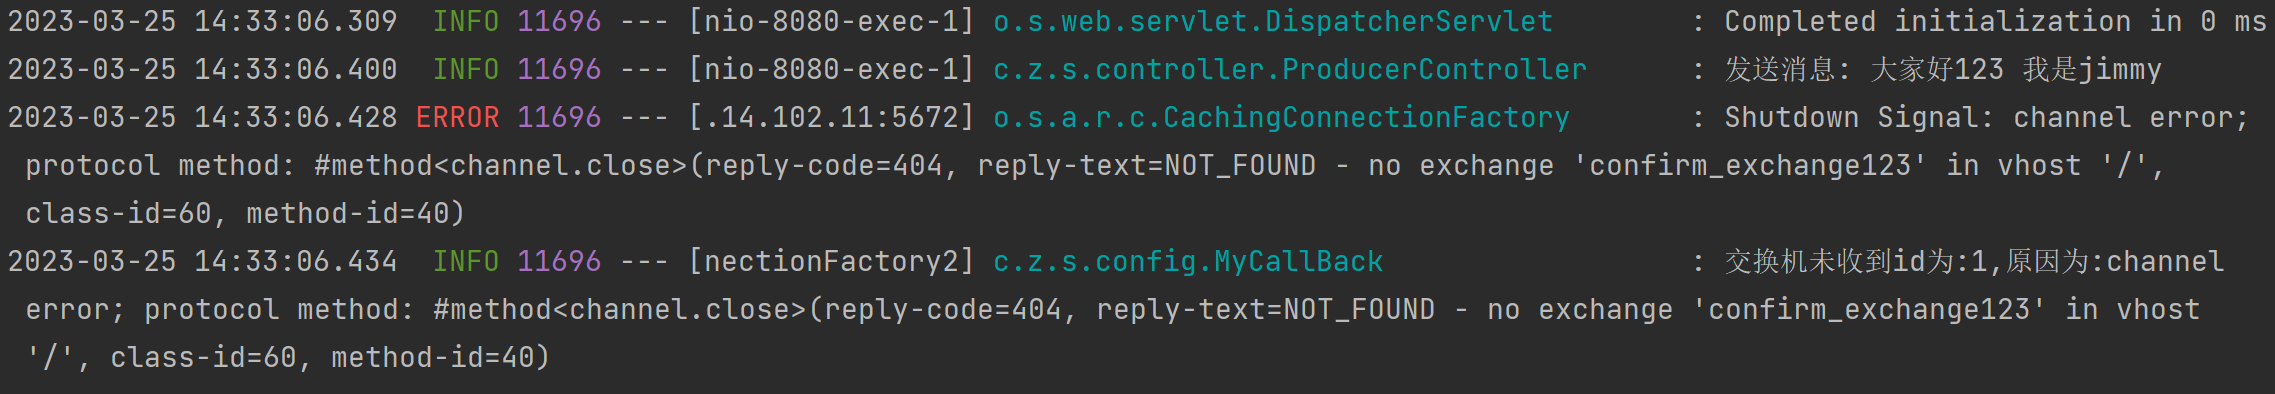 2023-03-25 14:33:06.309  INFO 11696 --- [nio-8080-exec-1] o.s.web.servlet.DispatcherServlet        : Completed initialization in 0 ms
2023-03-25 14:33:06.400  INFO 11696 --- [nio-8080-exec-1] c.z.s.controller.ProducerController      : 发送消息: 大家好123 我是jimmy
2023-03-25 14:33:06.428 ERROR 11696 --- [.14.102.11:5672] o.s.a.r.c.CachingConnectionFactory       : Shutdown Signal: channel error;
protocol method: #method<channel.close>(reply-code=404, reply-text=NOT_FOUND - no exchange 'confirm_exchange123' in vhost '/',
class-id=60, method-id=40)
2023-03-25 14:33:06.434  INFO 11696 --- [nectionFactory2] c.z.s.config.MyCallBack                  : 交换机未收到id为:1,原因为:channel
error; protocol method: #method<channel.close>(reply-code=404, reply-text=NOT_FOUND - no exchange 'confirm_exchange123' in vhost
'/', class-id=60, method-id=40)